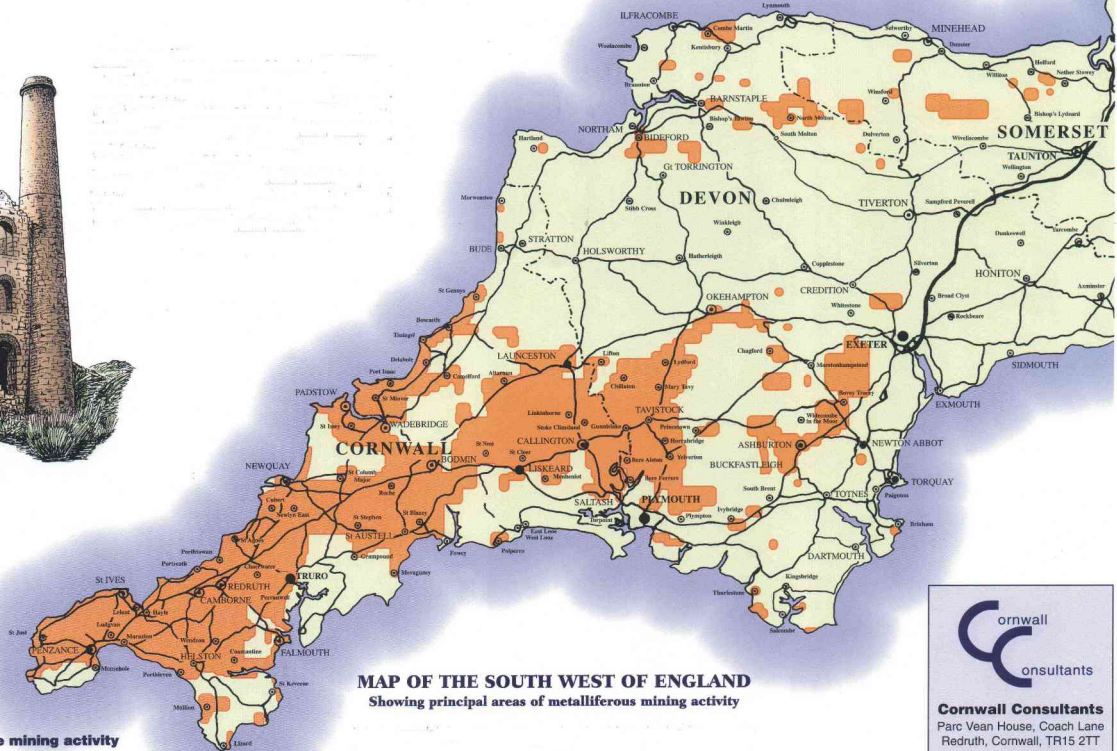 Lynmouth
ILFRACOMBE
Combe Martin
Selworthy
MINEHEAD
Woolacombe
Kentisbury
Dunster
Holford
Williton
Nether Stowey
Braunton
Winsford
BARNSTAPLE
Bishop's Lydeard
NORTHAM
Bishop's Tawton
North Molton
SOMERSET
BIDEFORD
South Molton
Dulverton
Wiveliscombe
Hartland
TAUNTON
Gt TORRINGTON
Wellington
DEVON
Morwenstow
Chulmleigh
TIVERTON
Sampford Peverell
Stibb Cross
Winkleigh
Dunkeswell
Yarcombe
STRATTON
BUDE
HOLSWORTHY
Hatherleigh
Copplestone
Silverton
HONITON
St Gennys
CREDITION
OKEHAMPTON
Broad Clyst
Axminster
Whitestone
Rockbeare
Boscastle
Tintagel
EXETER
LAUNCESTON
Lifton
Lydford
Chagford
Delabole
Port Isaac
Camelford
Altarnun
Moretonhampstead
SIDMOUTH
Chillaton
Mary Tavy
PADSTOW
St Minver
Bovey Tracey
EXMOUTH
Linkinhorne
TAVISTOCK
Widecombe
in the Moor
St Issey
WADEBRIDGE
Stoke Climsland
Gunnislake
Princetown
CORNWALL
St Neot
CALLINGTON
Horrabridge
ASHBURTON
NEWTON ABBOT
BODMIN
St Cleer
Bere Alston
Yelverton
BUCKFASTLEIGH
NEWQUAY
St Columb
Major
LISKEARD
Menheniot
Bere Ferrers
TORQUAY
Roche
South Brent
Paignton
Cubert
Newlyn East
SALTASH
PLYMOUTH
TOTNES
St Stephen
St Blazey
Torpoint
Plympton
Ivybridge
Brixham
St AUSTELL
East Looe
West Looe
St Agnes
Fowey
Polperro
DARTMOUTH
Porthtowan
Grampound
Portreath
Chacewater
Mevagissey
Kingsbridge
St IVES
REDRUTH
TRURO
Thurlestone
Lelant
Hayle
CAMBORNE
Perranwell
Salcombe
Ludgvan
St Just
Marazion
Wendron
PENZANCE
Constantine
FALMOUTH
HELSTON
Mousehole
Porthleven
St Keverne
Mullion
Lizard
MAP OF THE SOUTH WEST OF ENGLAND
Showing principal areas of metalliferous mining activity
e mining activity
Cornwall
Consultants
Cornwall Consultants
Parc Vean House, Coach Lane
Redruth, Cornwall, TR15 2TT